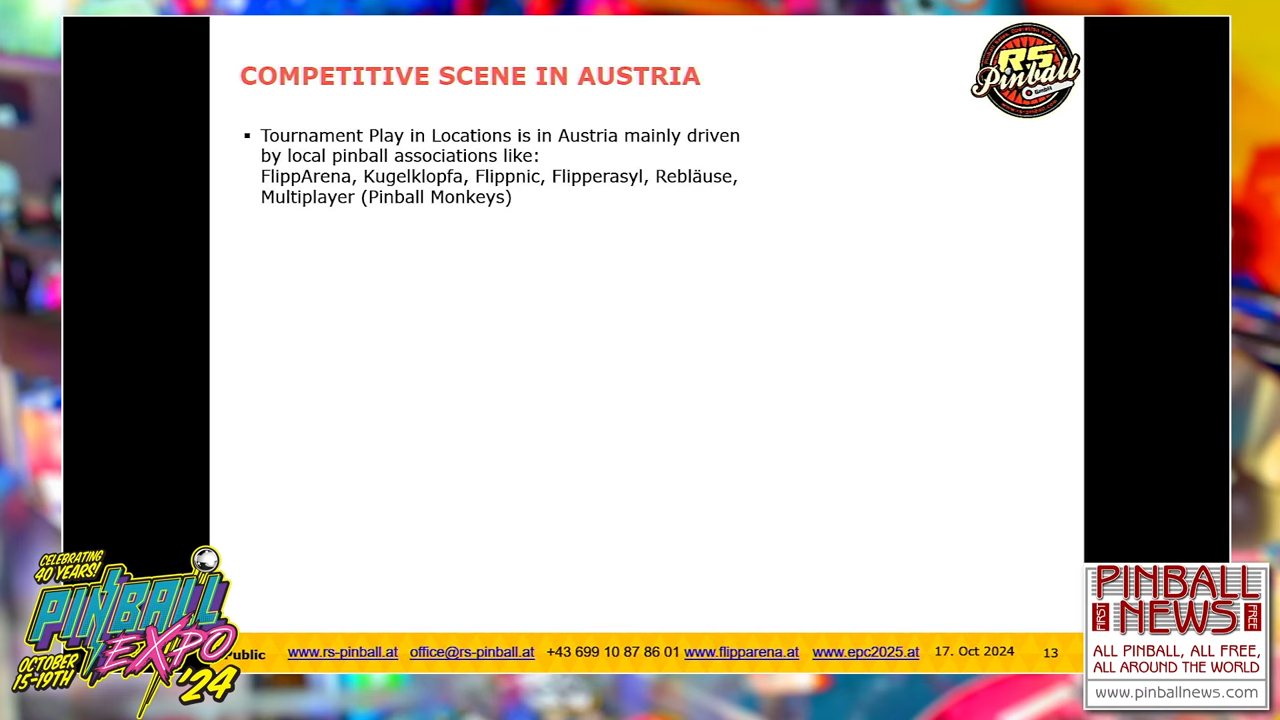 COMPETITIVE SCENE IN AUSTRIA
RS
Pinball
GmbH
▪ Tournament Play in Locations is in Austria mainly driven
by local pinball associations like:
FlippArena, Kugelklopfa, Flippnic, Flipperasyl, Rebläuse,
Multiplayer (Pinball Monkeys)
CELEBRATING
40 YEARS!
PINBALL
EXPO
OCTOBER
15-19TH
'24
ublic
www.rs-pinball.at office@rs-pinball.at +43 699 10 87 86 01 www.flipparena.at www.epc2025.at 17. Oct 2024 13
PINBALL
FIRST NEWS FREE
ALL PINBALL, ALL FREE,
ALL AROUND THE WORLD
www.pinballnews.com